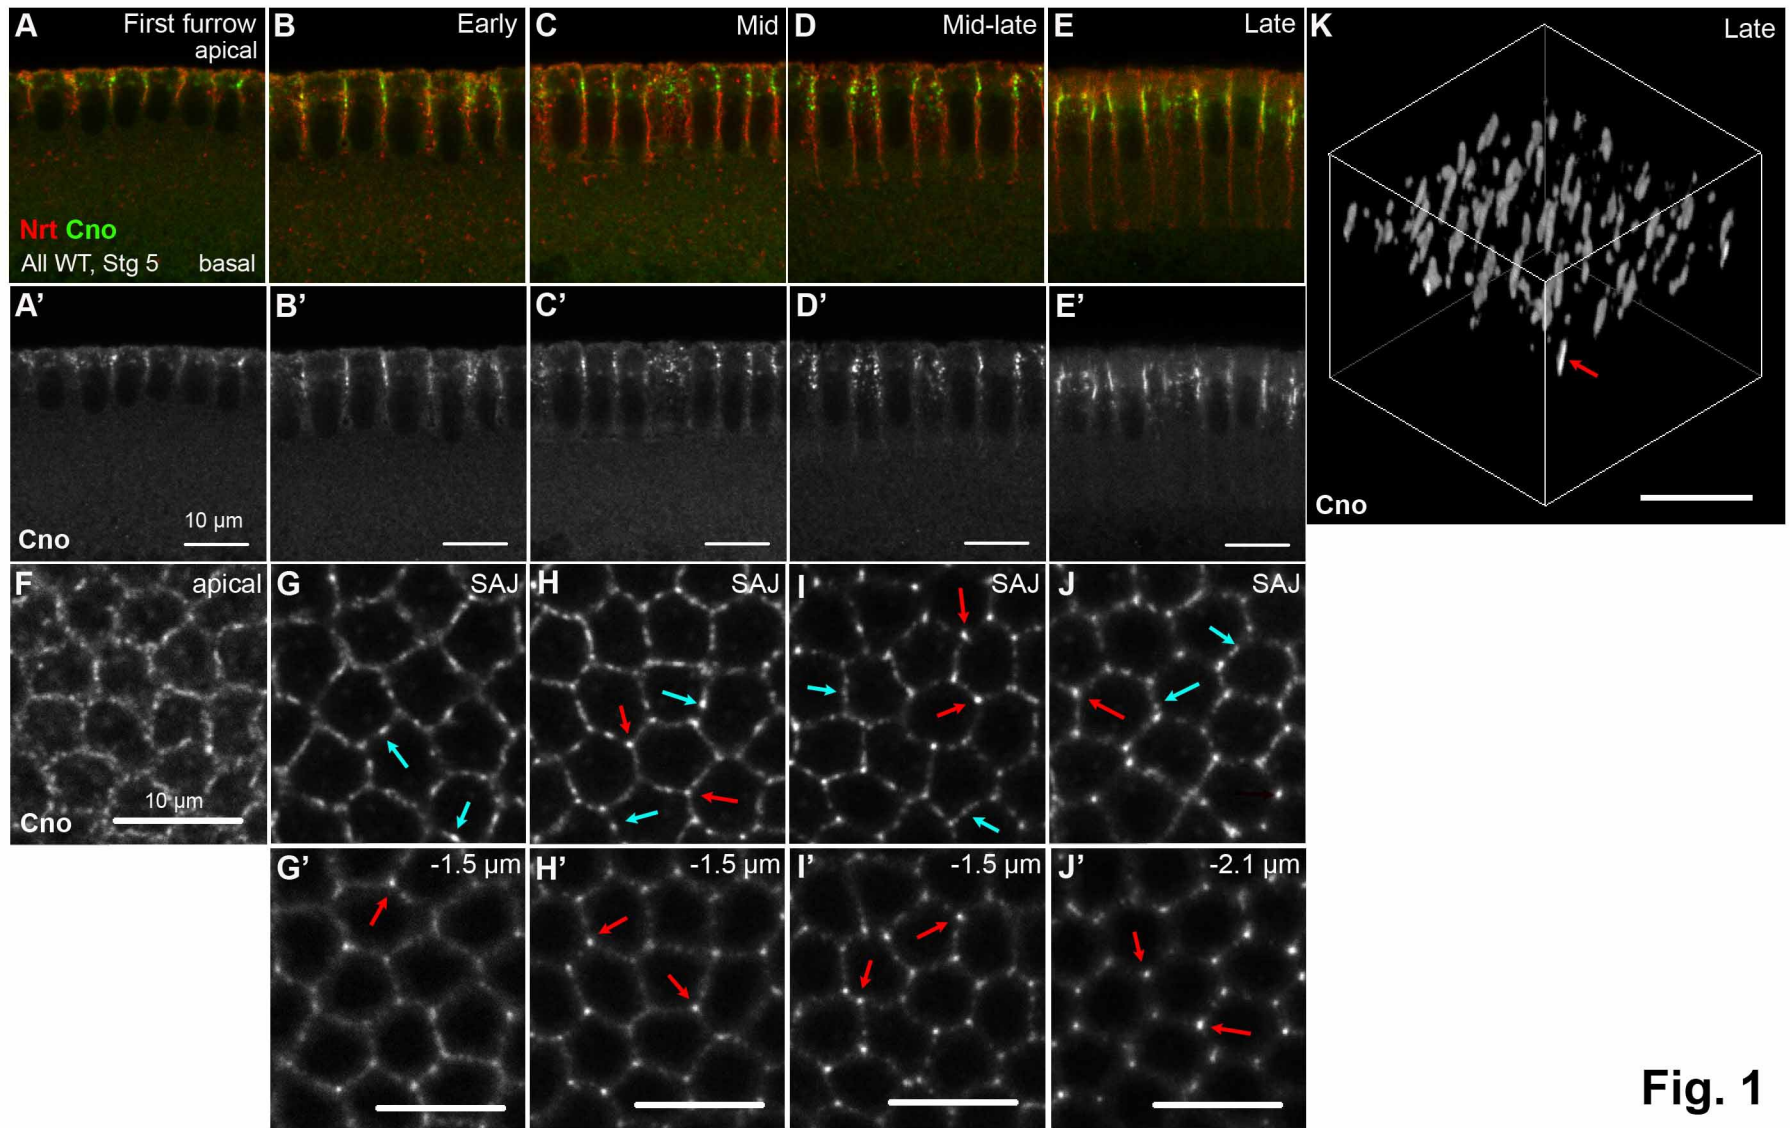 A First furrow
apical
Nrt Cno
All WT, Stg 5 basal
B Early
C Mid
D Mid-late
E Late
K Late
Cno
A’
10 µm
Cno
B’
C’
D’
E’
F apical
10 µm
Cno
G SAJ
H SAJ
I SAJ
J SAJ
G’ -1.5 µm
H’ -1.5 µm
I’ -1.5 µm
J’ -2.1 µm
Fig. 1